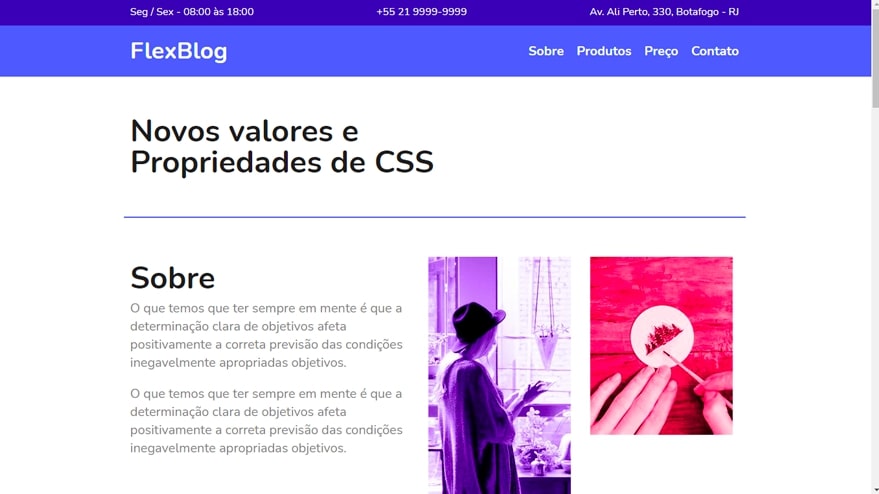 Seg / Sex - 08:00 às 18:00
+55 21 9999-9999
Av. Ali Perto, 330, Botafogo - RJ
FlexBlog
Sobre Produtos Preço Contato
Novos valores e
Propriedades de CSS
Sobre
O que temos que ter sempre em mente é que a
determinação clara de objetivos afeta
positivamente a correta previsão das condições
inegavelmente apropriadas objetivos.
O que temos que ter sempre em mente é que a
determinação clara de objetivos afeta
positivamente a correta previsão das condições
inegavelmente apropriadas objetivos.